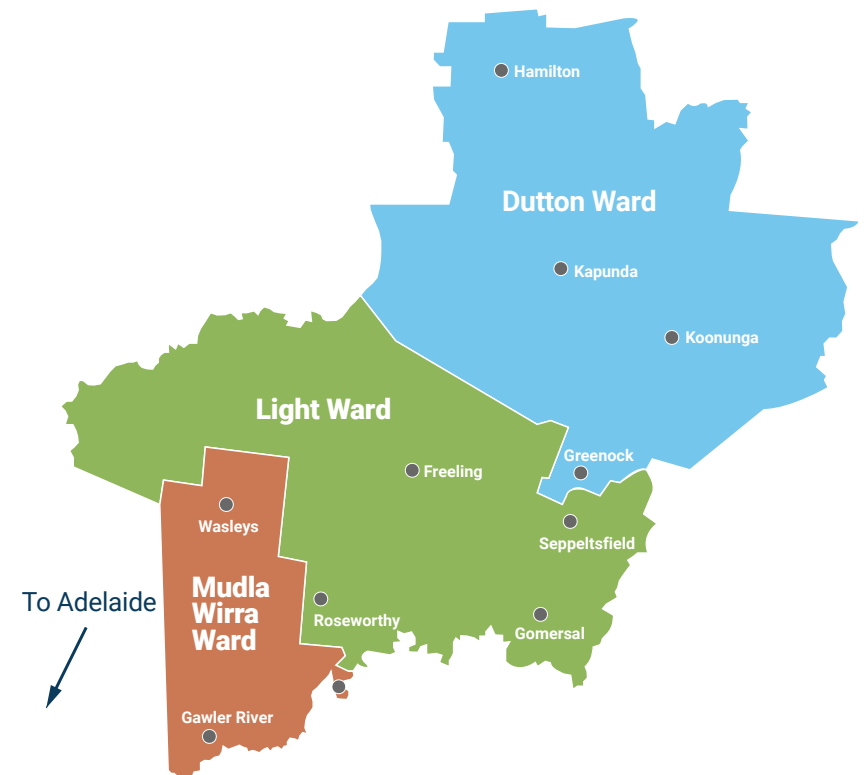 Hamilton
Dutton Ward
Kapunda
Koonunga
Light Ward
Greenock
Freeling
Wasleys
Seppeltsfield
Mudla
Wirra
Ward
To Adelaide
Roseworthy
Gomersal
Gawler River